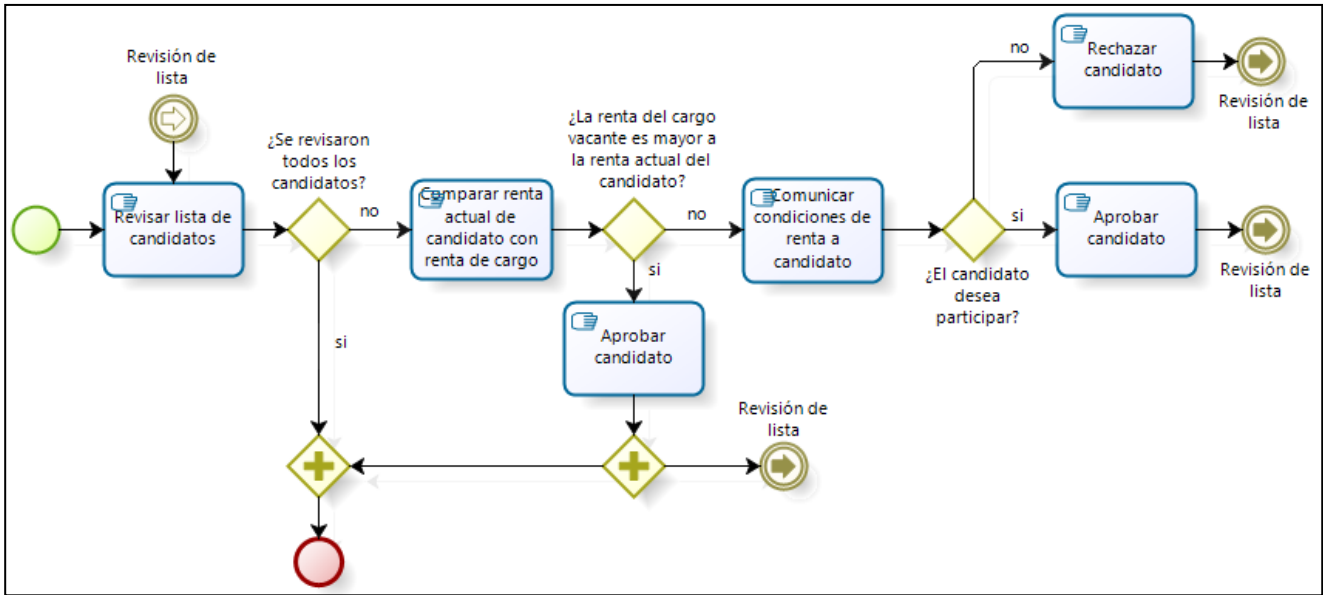 Revisión de
lista
¿Se revisaron
todos los
candidatos?
¿La renta del cargo
vacante es mayor a
la renta actual del
candidato?
no
Rechazar
candidato
Revisión de
lista
Revisar lista de
candidatos
no
Comparar renta
actual de
candidato con
renta de cargo
no
Comunicar
condiciones de
renta a
candidato
si
Aprobar
candidato
Revisión de
lista
¿El candidato
desea
participar?
si
Aprobar
candidato
si
Revisión de
lista